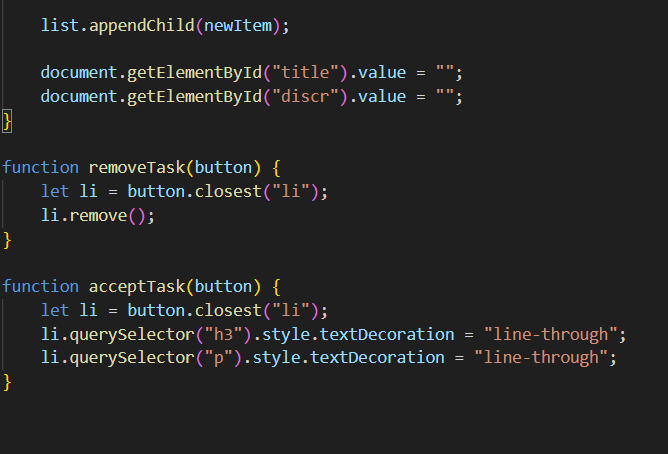 list.appendChild(newItem);
document.getElementById("title").value = "";
document.getElementById("discr").value = "";
}
function removeTask(button) {
let li = button.closest("li");
li.remove();
}
function acceptTask(button) {
let li = button.closest("li");
li.querySelector("h3").style.textDecoration = "line-through";
li.querySelector("p").style.textDecoration = "line-through";
}